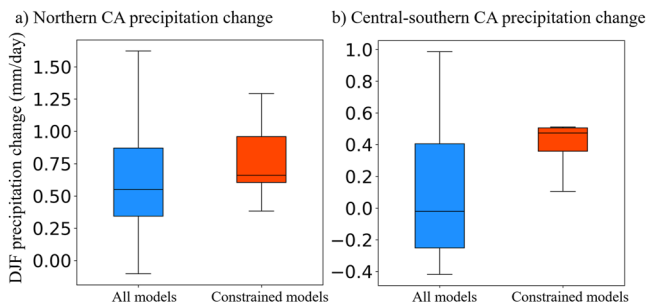 a) Northern CA precipitation change
b) Central-southern CA precipitation change
DJF precipitation change (mm/day)
1.50
1.25
1.00
0.75
0.50
0.25
0.00
All models
Constrained models
1.0
0.8
0.6
0.4
0.2
0.0
−0.2
−0.4
All models
Constrained models